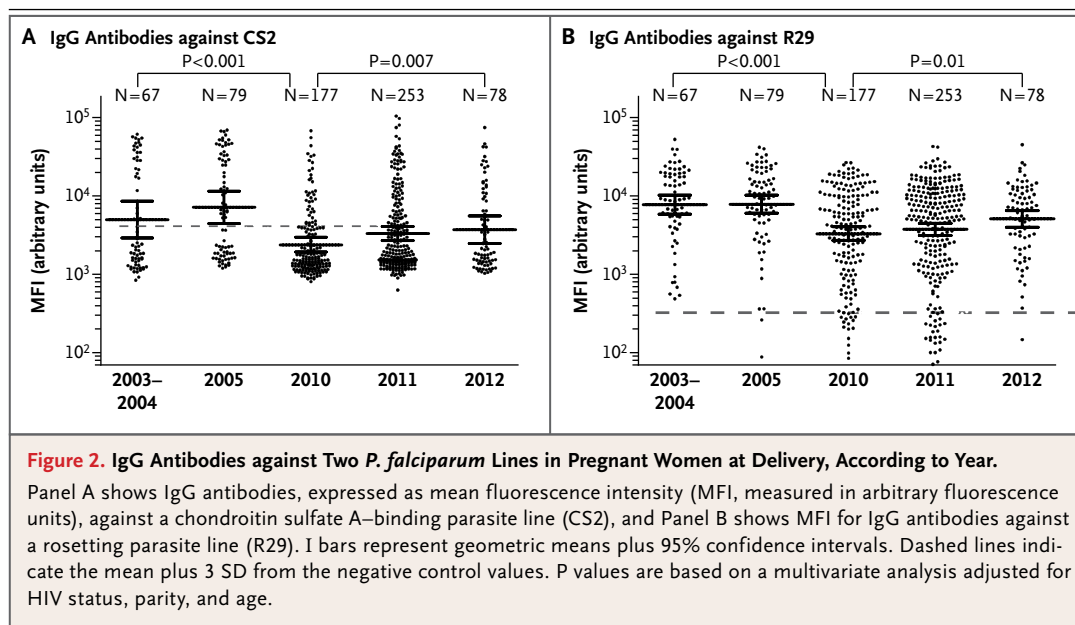 A IgG Antibodies against CS2
P<0.001 P=0.007
N=67 N=79 N=177 N=253 N=78
MFI (arbitrary units)
10⁵
10⁴
10³
10²
2003– 2005 2010 2011 2012
2004
B IgG Antibodies against R29
P<0.001 P=0.01
N=67 N=79 N=177 N=253 N=78
MFI (arbitrary units)
10⁵
10⁴
10³
10²
2003– 2005 2010 2011 2012
2004
Figure 2. IgG Antibodies against Two P. falciparum Lines in Pregnant Women at Delivery, According to Year.
Panel A shows IgG antibodies, expressed as mean fluorescence intensity (MFI, measured in arbitrary fluorescence
units), against a chondroitin sulfate A–binding parasite line (CS2), and Panel B shows MFI for IgG antibodies against
a rosetting parasite line (R29). I bars represent geometric means plus 95% confidence intervals. Dashed lines indi-
cate the mean plus 3 SD from the negative control values. P values are based on a multivariate analysis adjusted for
HIV status, parity, and age.